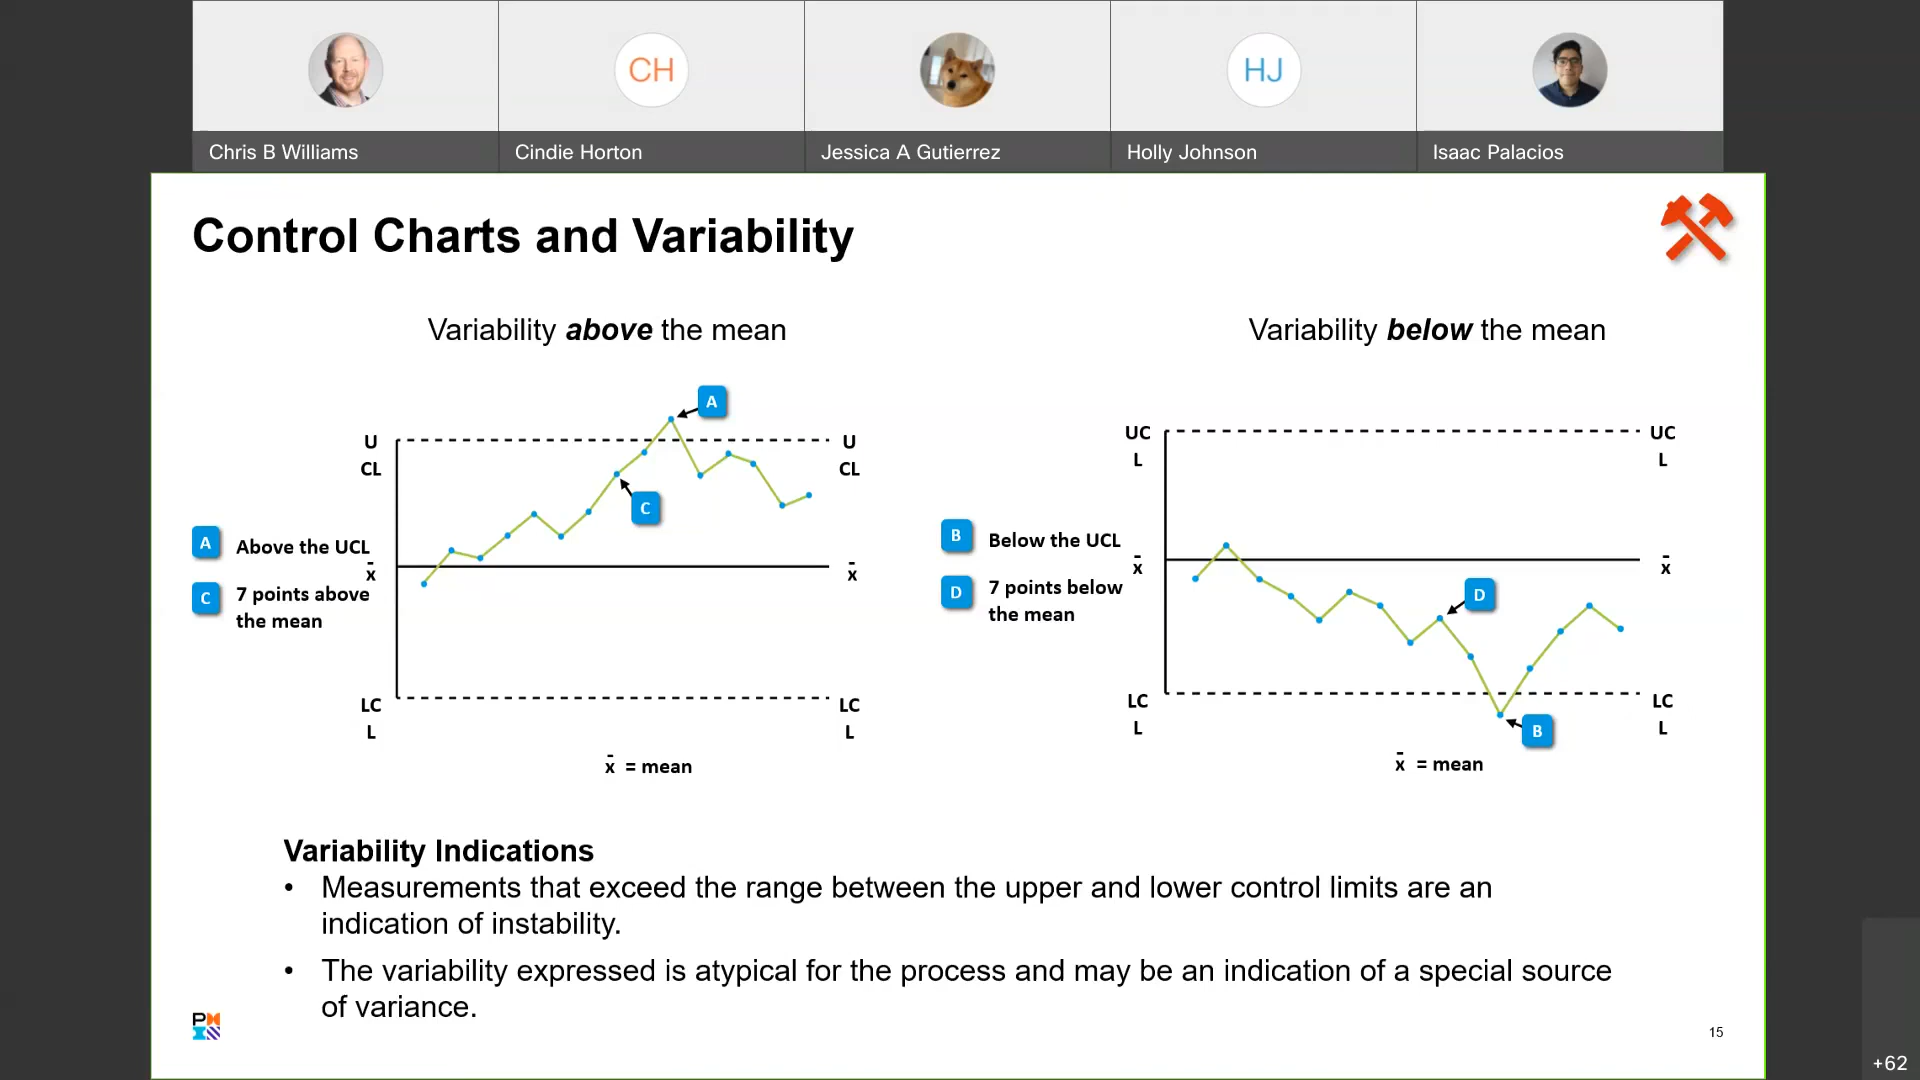 CH
HJ
Chris B Williams
Cindie Horton
Jessica A Gutierrez
Holly Johnson
Isaac Palacios
Control Charts and Variability
Variability above the mean
A
U
CL
U
CL
C
A Above the UCL
x̄
x̄
C 7 points above
the mean
LC
L
LC
L
x̄ = mean
Variability below the mean
UC
L
UC
L
B Below the UCL
x̄
x̄
D 7 points below
the mean
D
LC
L
LC
L
B
x̄ = mean
Variability Indications
• Measurements that exceed the range between the upper and lower control limits are an
indication of instability.
• The variability expressed is atypical for the process and may be an indication of a special source
of variance.
P
15
+62